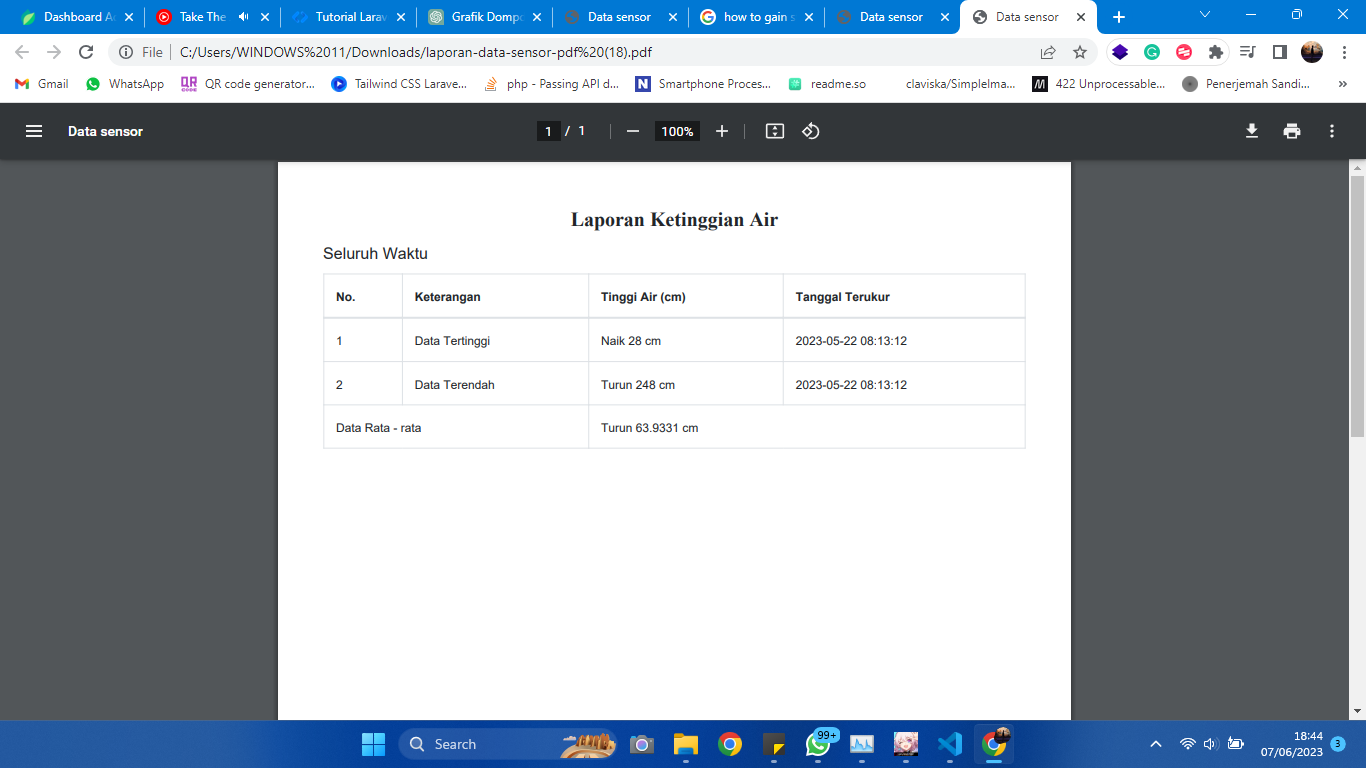 Dashboard A
Take The
Tutorial Larav
Grafik Dompo
Data sensor
how to gain s
Data sensor
Data sensor
File
C:/Users/WINDOWS%2011/Downloads/laporan-data-sensor-pdf%20(18).pdf
Gmail
WhatsApp
QR code generator...
Tailwind CSS Larave...
php - Passing API d...
Smartphone Proces...
readme.so
claviska/SimpleIma...
422 Unprocessable...
Penerjemah Sandi...
»
Data sensor
1 / 1
100%
Laporan Ketinggian Air
Seluruh Waktu
No. Keterangan Tinggi Air (cm) Tanggal Terukur
1 Data Tertinggi Naik 28 cm 2023-05-22 08:13:12
2 Data Terendah Turun 248 cm 2023-05-22 08:13:12
Data Rata - rata Turun 63.9331 cm
Search
99+
18:44
07/06/2023
3